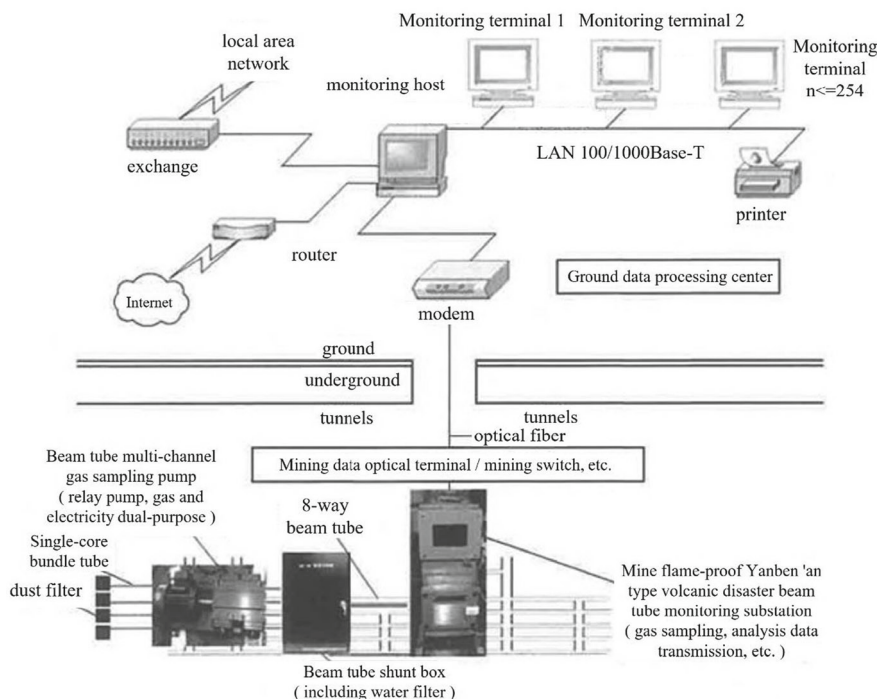 Monitoring terminal 1
Monitoring terminal 2
local area
network
monitoring host
Monitoring
terminal
n<=254
exchange
LAN 100/1000Base-T
printer
router
Internet
Ground data processing center
modem
ground
underground
tunnels
tunnels
optical fiber
Mining data optical terminal / mining switch, etc.
Beam tube multi-channel
gas sampling pump
( relay pump, gas and
electricity dual-purpose )
8-way
beam tube
Single-core
bundle tube
dust filter
Mine flame-proof Yanben 'an
type volcanic disaster beam
tube monitoring substation
( gas sampling, analysis data
transmission, etc. )
Beam tube shunt box
( including water filter )